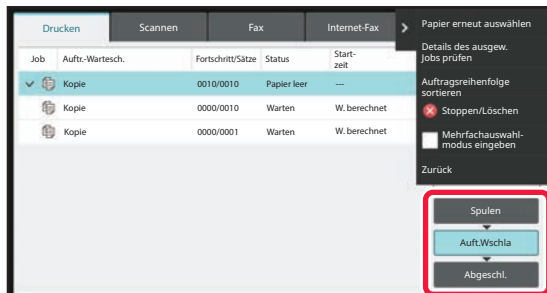 Drucken Scannen Fax Internet-Fax
Job Auftr.-Wartesch. Fortschritt/Sätze Status Start-
zeit
Kopie 0010/0010 Papier leer ---
Kopie 0000/0010 Warten W. berechnet
Kopie 0000/0001 Warten W. berechnet
Papier erneut auswählen
Details des ausgew.
Jobs prüfen
Auftragsreihenfolge
sortieren
Stoppen/Löschen
Mehrfachauswahl-
modus eingeben
Zurück
Spulen
Auft.Wschla
Abgeschl.